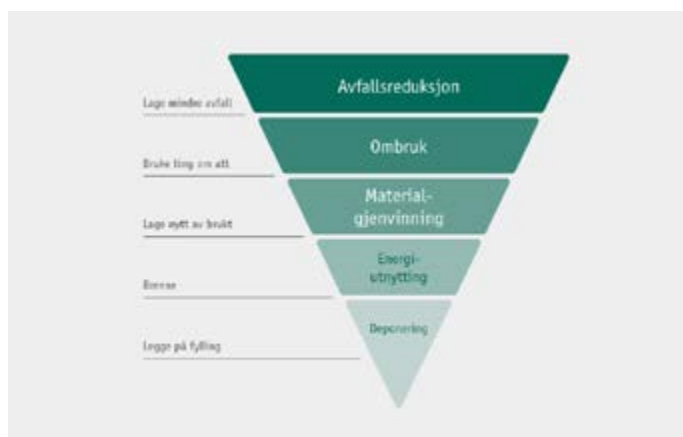 Avfallsreduksjon
Lage mindre avfall
Ombruk
Bruke ting om att
Material-
gjenvinning
Lage nytt av brukt
Energi-
utnytting
Brenne
Deponering
Legge på fylling